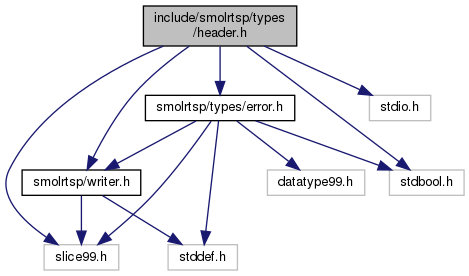 include/smolrtsp/types
/header.h
smolrtsp/types/error.h
stdio.h
smolrtsp/writer.h
datatype99.h
stdbool.h
slice99.h
stddef.h